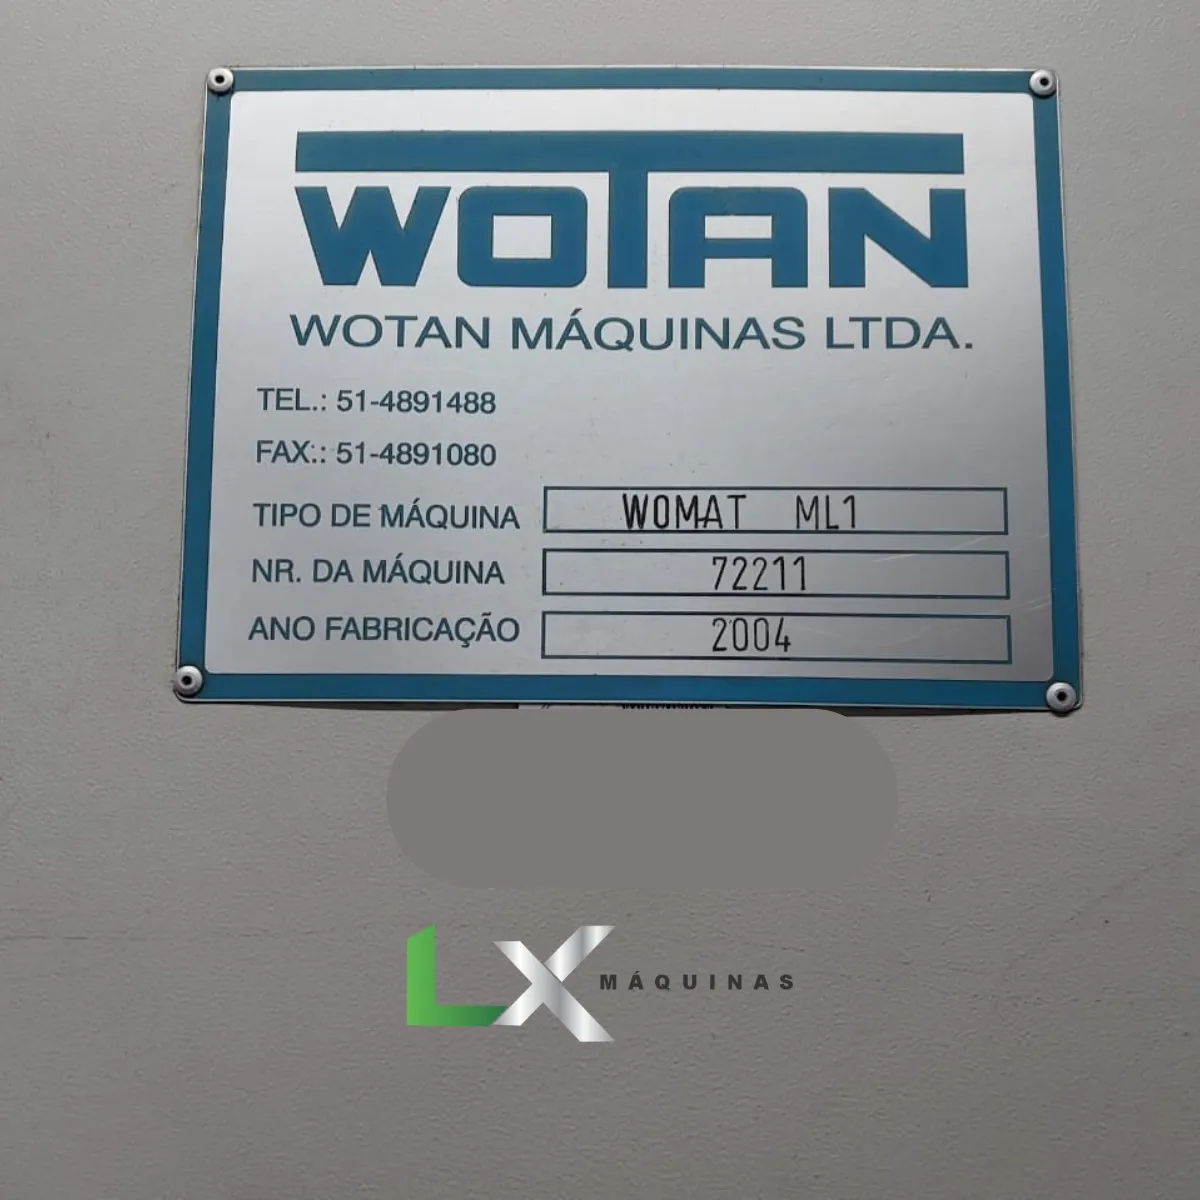 WOTAN
WOTAN MÁQUINAS LTDA.
TEL.: 51-4891488
FAX.: 51-4891080
TIPO DE MÁQUINA WOMAT ML1
NR. DA MÁQUINA 72211
ANO FABRICAÇÃO 2004
LX MÁQUINAS